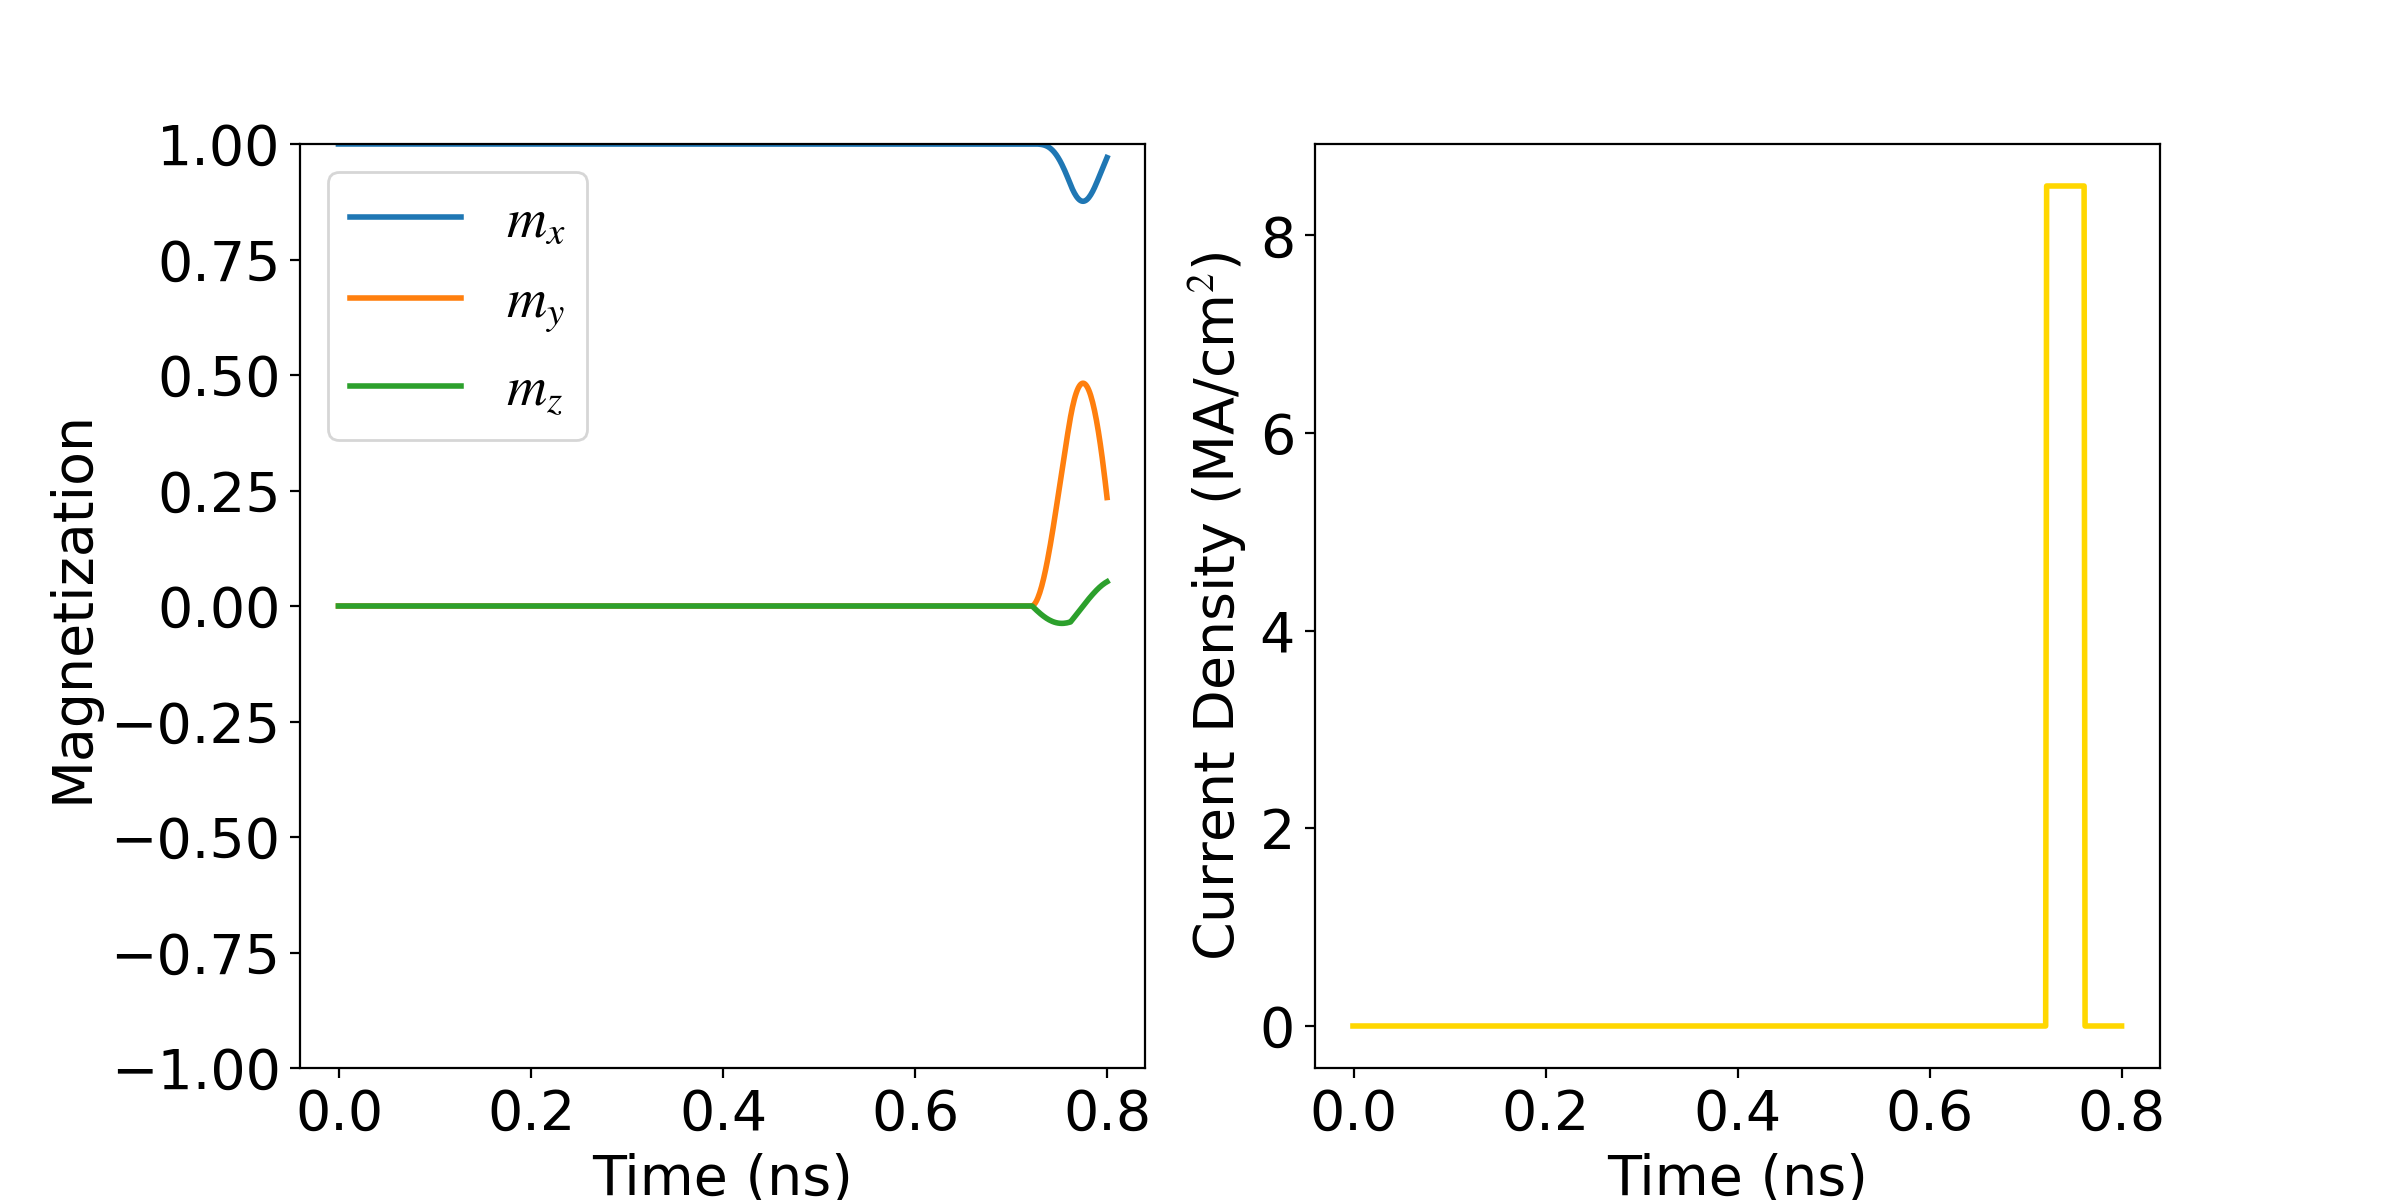 1.00
0.75
0.50
0.25
0.00
−0.25
−0.50
−0.75
−1.00
Magnetization
m_x
m_y
m_z
0.0 0.2 0.4 0.6 0.8
Time (ns)
8
6
4
2
0
Current Density (MA/cm²)
0.0 0.2 0.4 0.6 0.8
Time (ns)